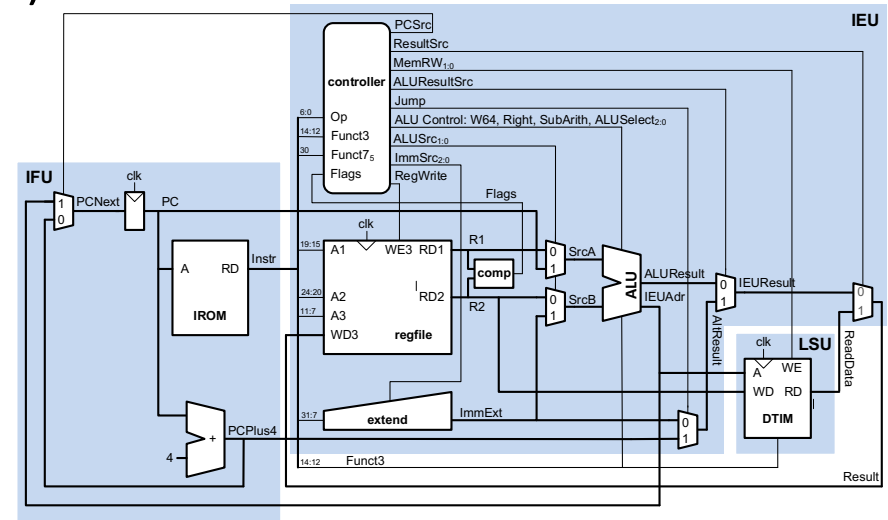 IEU
PCSrc
ResultSrc
MemRW1:0
controller
ALUResultSrc
Jump
6:0
Op
ALU Control: W64, Right, SubArith, ALUSelect2:0
14:12
Funct3
ALUSrc1:0
30
Funct75
ImmSrc2:0
Flags
RegWrite
IFU
clk
Flags
1
PCNext
PC
0
clk
R1
19:15
A1
WE3
RD1
0
SrcA
Instr
1
A
RD
comp
ALU
ALUResult
0
IEUResult
0
24:20
A2
RD2
0
SrcB
IEUAdr
1
1
11:7
A3
R2
1
IROM
WD3
regfile
AltResult
clk
LSU
ReadData
A
WE
WD
RD
31:7
extend
ImmExt
0
DTIM
PCPlus4
+
1
4
14:12
Funct3
Result